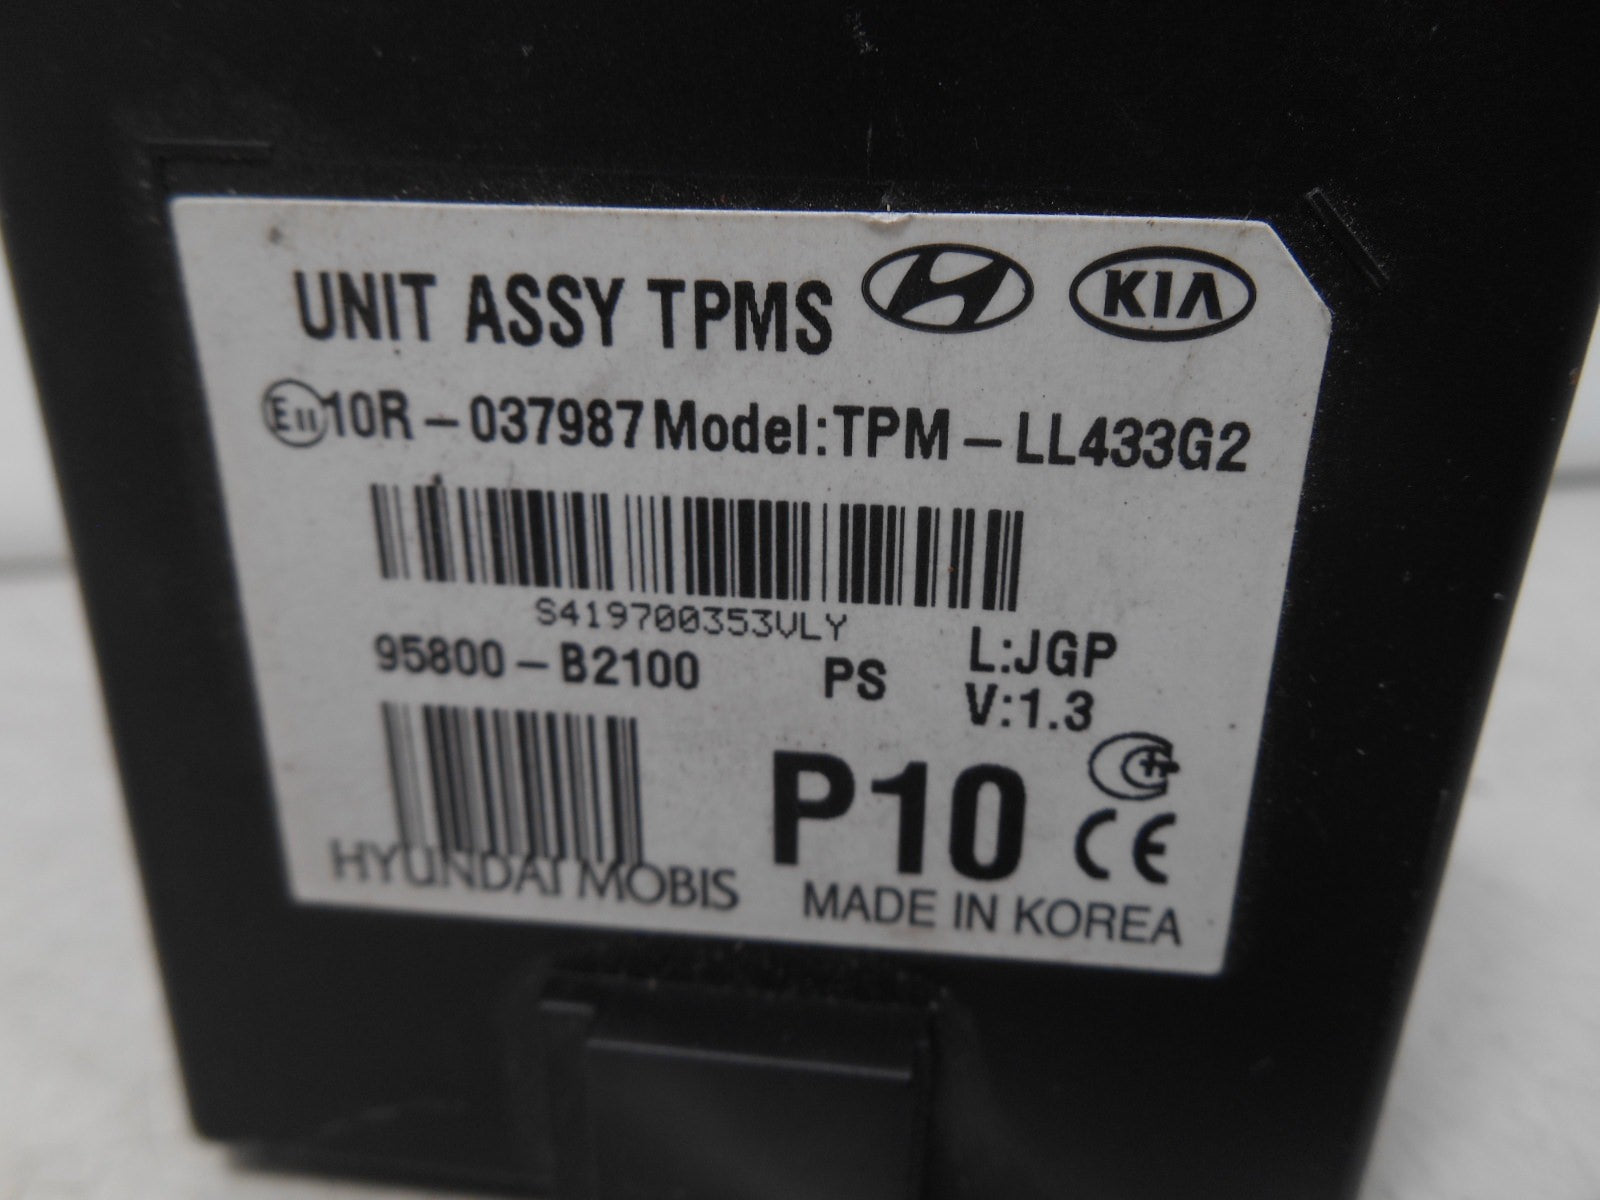 UNIT ASSY TPMS KIA
E11 10R-037987 Model:TPM-LL433G2
S419700353VLY
95800-B2100 PS L:JGP
V:1.3
P10 CE
HYUNDAI MOBIS MADE IN KOREA